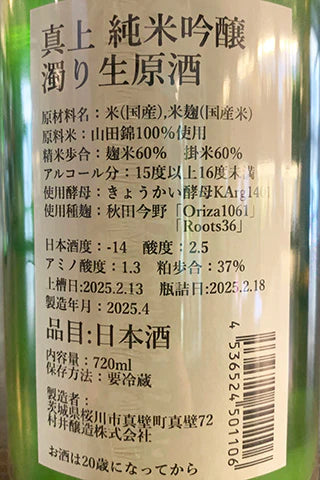 真上 純米吟醸
濁り生原酒
原材料名：米(国産),米麹(国産米)
原料米：山田錦100%使用
精米歩合：麹米60% 掛米60%
アルコール分：15度以上16度未満
使用酵母：きょうかい酵母KArg1401
使用種麹：秋田今野「Oriza1061」
「Roots36」
日本酒度：-14 酸度：2.5
アミノ酸度：1.3 粕歩合：37%
上槽日:2025.2.13 瓶詰日:2025.2.18
製造年月：2025.4
品目:日本酒
内容量：720ml
保存方法：要冷蔵
製造者：
茨城県桜川市真壁町真壁72
村井醸造株式会社
お酒は20歳になってから
4 536224 501106